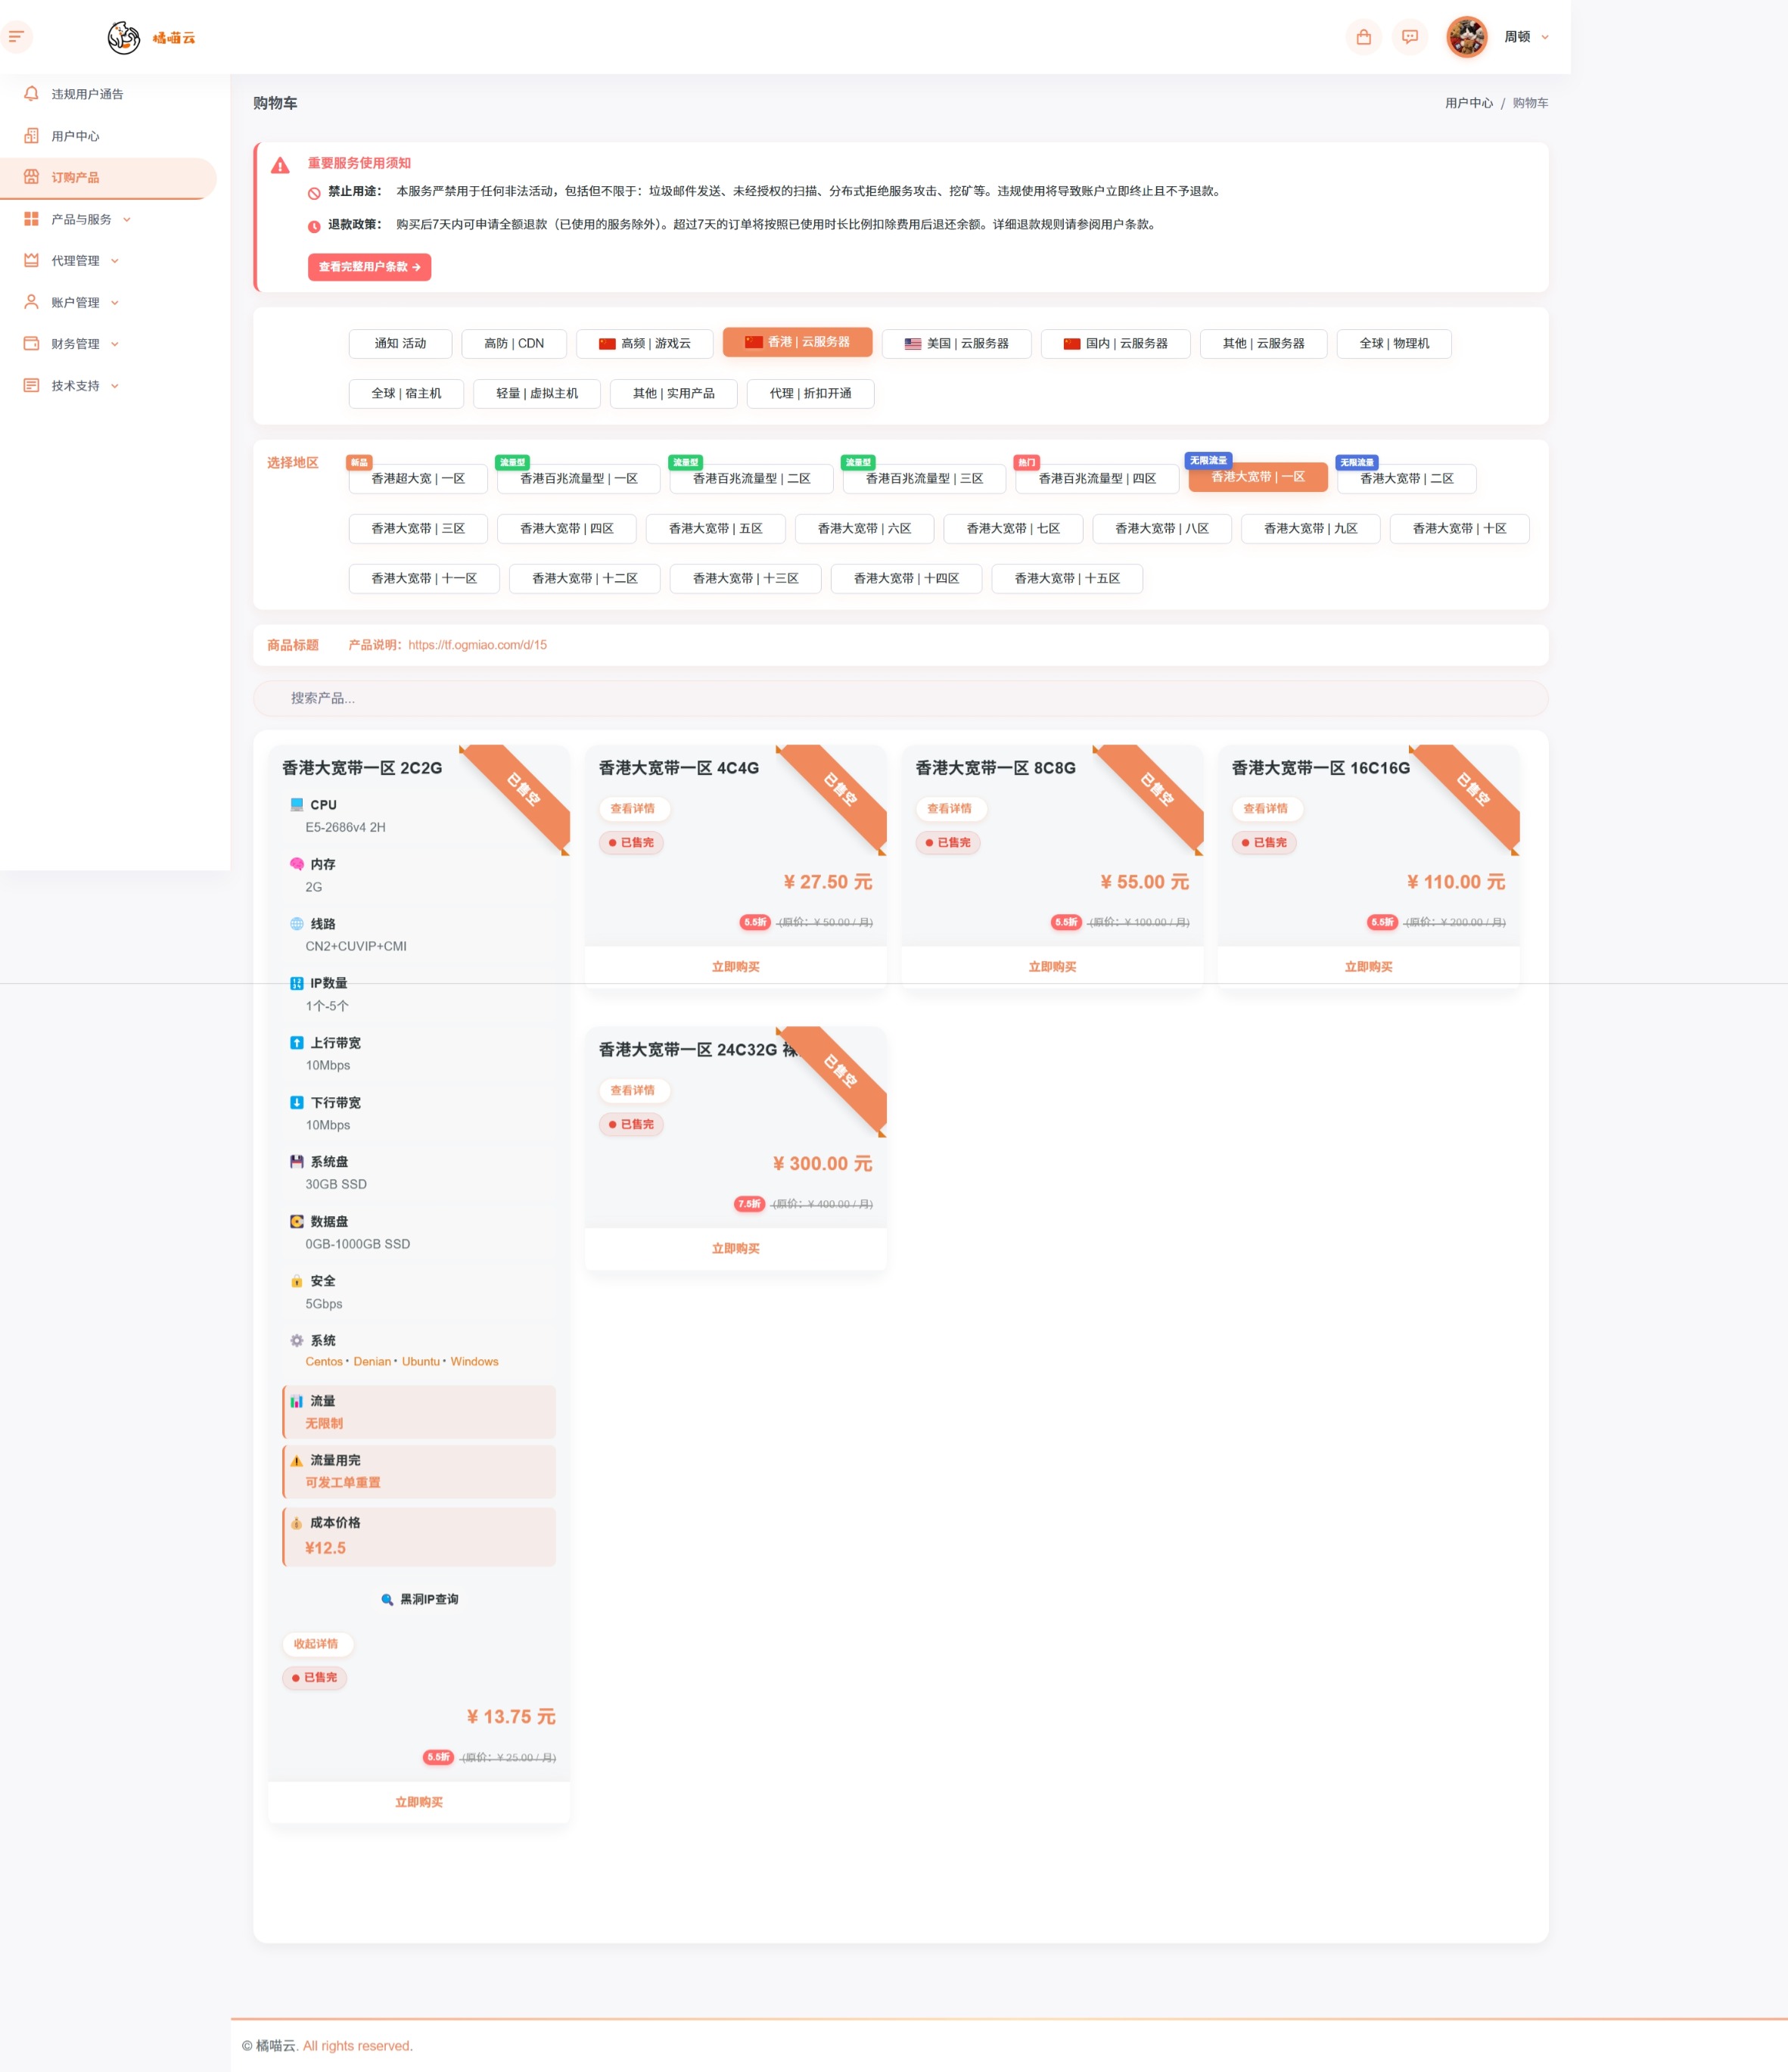 橘喵云
周顿
违规用户通告
用户中心
订购产品
产品与服务
代理管理
账户管理
财务管理
技术支持
购物车
用户中心 / 购物车
重要服务使用须知
禁止用途： 本服务严禁用于任何非法活动，包括但不限于：垃圾邮件发送、未经授权的扫描、分布式拒绝服务攻击、挖矿等。违规使用将导致账户立即终止且不予退款。
退款政策： 购买后7天内可申请全额退款（已使用的服务除外）。超过7天的订单将按照已使用时长比例扣除费用后退还余额。详细退款规则请参阅用户条款。
查看完整用户条款 →
通知 活动 高防 | CDN 高频 | 游戏云 香港 | 云服务器 美国 | 云服务器 国内 | 云服务器 其他 | 云服务器 全球 | 物理机
全球 | 宿主机 轻量 | 虚拟主机 其他 | 实用产品 代理 | 折扣开通
选择地区
新品 流量型 流量型 流量型 热门 无限流量 无限流量
香港超大宽 | 一区 香港百兆流量型 | 一区 香港百兆流量型 | 二区 香港百兆流量型 | 三区 香港百兆流量型 | 四区 香港大宽带 | 一区 香港大宽带 | 二区
香港大宽带 | 三区 香港大宽带 | 四区 香港大宽带 | 五区 香港大宽带 | 六区 香港大宽带 | 七区 香港大宽带 | 八区 香港大宽带 | 九区 香港大宽带 | 十区
香港大宽带 | 十一区 香港大宽带 | 十二区 香港大宽带 | 十三区 香港大宽带 | 十四区 香港大宽带 | 十五区
商品标题 产品说明：https://tf.ogmiao.com/d/15
搜索产品...
香港大宽带一区 2C2G
已售空
CPU
E5-2686v4 2H
内存
2G
线路
CN2+CUVIP+CMI
IP数量
1个-5个
上行带宽
10Mbps
下行带宽
10Mbps
系统盘
30GB SSD
数据盘
0GB-1000GB SSD
安全
5Gbps
系统
Centos · Denian · Ubuntu · Windows
流量
无限制
流量用完
可发工单重置
成本价格
¥12.5
黑洞IP查询
收起详情
已售完
¥ 13.75 元
5.5折 (原价：¥ 25.00 / 月)
立即购买
香港大宽带一区 4C4G
已售空
查看详情
已售完
¥ 27.50 元
5.5折 (原价：¥ 50.00 / 月)
立即购买
香港大宽带一区 8C8G
已售空
查看详情
已售完
¥ 55.00 元
5.5折 (原价：¥ 100.00 / 月)
立即购买
香港大宽带一区 16C16G
已售空
查看详情
已售完
¥ 110.00 元
5.5折 (原价：¥ 200.00 / 月)
立即购买
香港大宽带一区 24C32G
已售空
查看详情
已售完
¥ 300.00 元
7.5折 (原价：¥ 400.00 / 月)
立即购买
© 橘喵云. All rights reserved.